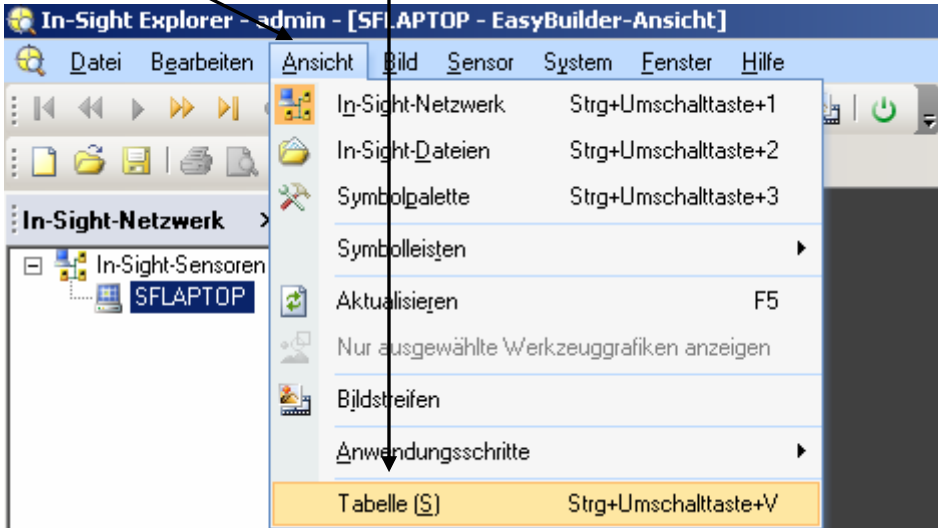 In-Sight Explorer - admin - [SFLAPTOP - EasyBuilder-Ansicht]
Datei Bearbeiten Ansicht Bild Sensor System Fenster Hilfe
In-Sight-Netzwerk Strg+Umschalttaste+1
In-Sight-Dateien Strg+Umschalttaste+2
Symbolpalette Strg+Umschalttaste+3
Symbolleisten
Aktualisieren F5
Nur ausgewählte Werkzeuggrafiken anzeigen
Bildstreifen
Anwendungsschritte
Tabelle (S) Strg+Umschalttaste+V
In-Sight-Netzwerk
In-Sight-Sensoren
SFLAPTOP